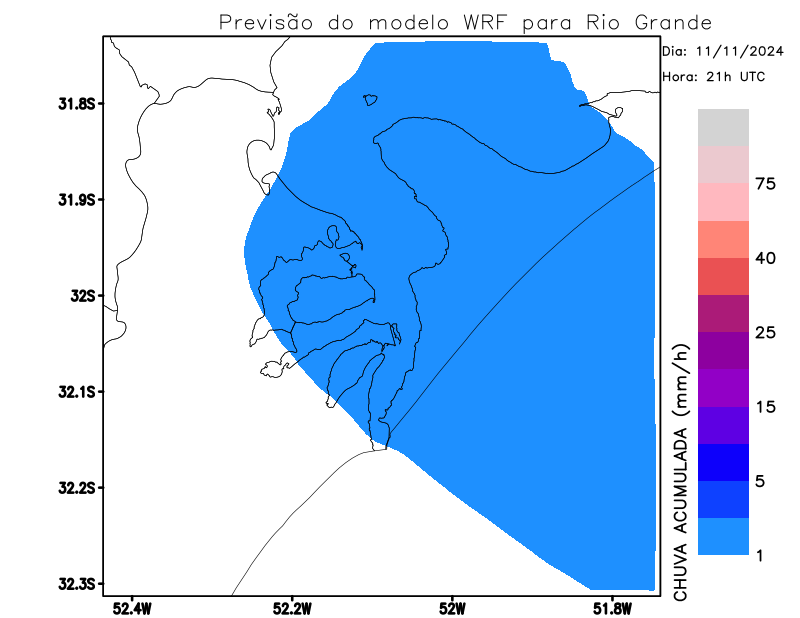 Previsão do modelo WRF para Rio Grande
Dia: 11/11/2024
Hora: 21h UTC
31.8S
31.9S
32S
32.1S
32.2S
32.3S
52.4W
52.2W
52W
51.8W
75
40
25
15
5
1
CHUVA ACUMULADA (mm/h)